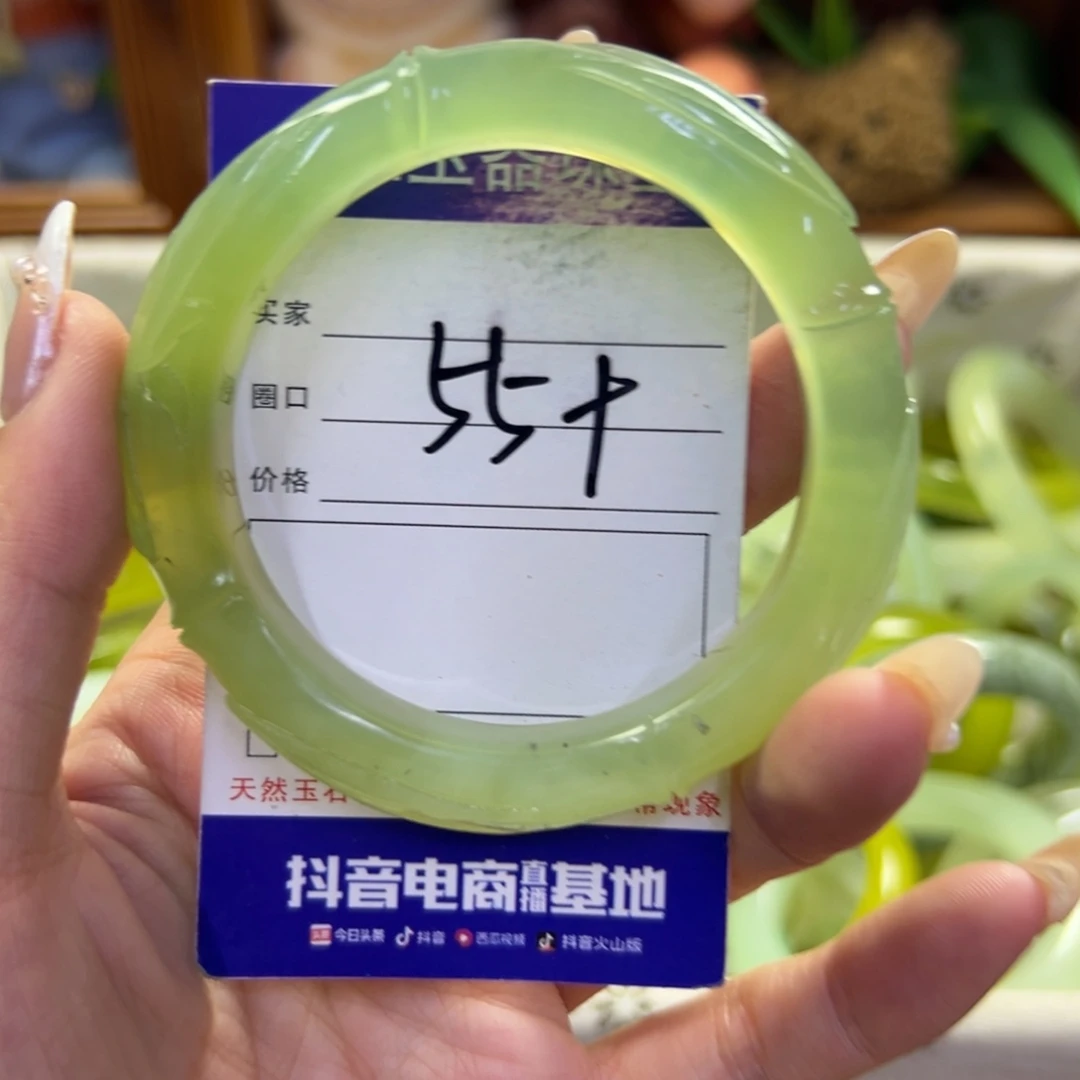 买家
圈口
55
价格
天然玉石
现象
抖音电商直播基地
今日头条 抖音 西瓜视频 抖音火山版